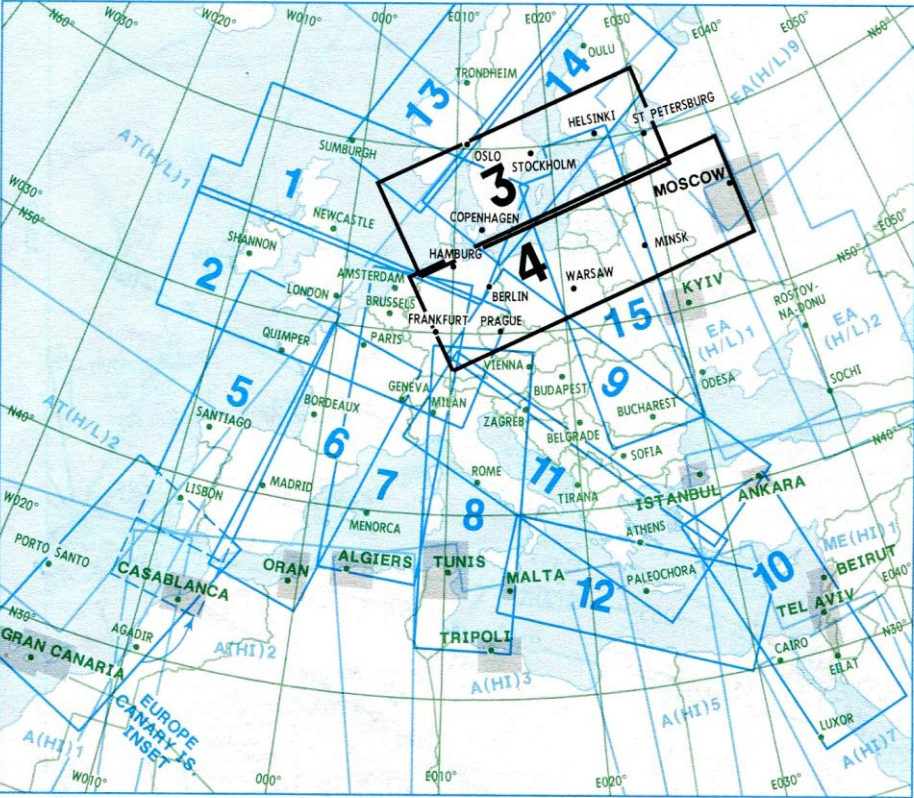 N60°
W030°
W020°
W010°
000°
E010°
E020°
E030°
E040°
E050°
N60°
EA(H/L)9
14
OULU
TRONDHEIM
13
HELSINKI
ST PETERSBURG
AT(H/L)1
SUMBURGH
OSLO
STOCKHOLM
3
MOSCOW
W030°
N50°
1
NEWCASTLE
COPENHAGEN
SHANNON
2
HAMBURG
4
MINSK
E050°
N50°
AMSTERDAM
LONDON
BRUSSELS
BERLIN
WARSAW
KYIV
ROSTOV-
NA-DONU
FRANKFURT
PRAGUE
15
EA
(H/L)1
EA
(H/L)2
QUIMPER
PARIS
VIENNA
5
GENEVA
MILAN
BUDAPEST
9
ODESA
SOCHI
N40°
SANTIAGO
BORDEAUX
ZAGREB
BUCHAREST
BELGRADE
AT(H/L)2
6
SOFIA
N40°
W020°
LISBON
MADRID
7
ROME
11
TIRANA
ISTANBUL
ANKARA
MENORCA
8
ATHENS
PORTO SANTO
ME(HI)1
CASABLANCA
ORAN
ALGIERS
TUNIS
MALTA
12
PALEOCHORA
10
BEIRUT
E040°
TEL AVIV
N30°
AGADIR
GRAN CANARIA
A(HI)2
TRIPOLI
CAIRO
N30°
EILAT
A(HI)3
A(HI)5
EUROPE
CANARY IS.
INSET
A(HI)1
LUXOR
A(HI)7
W010°
000°
E010°
E020°
E030°